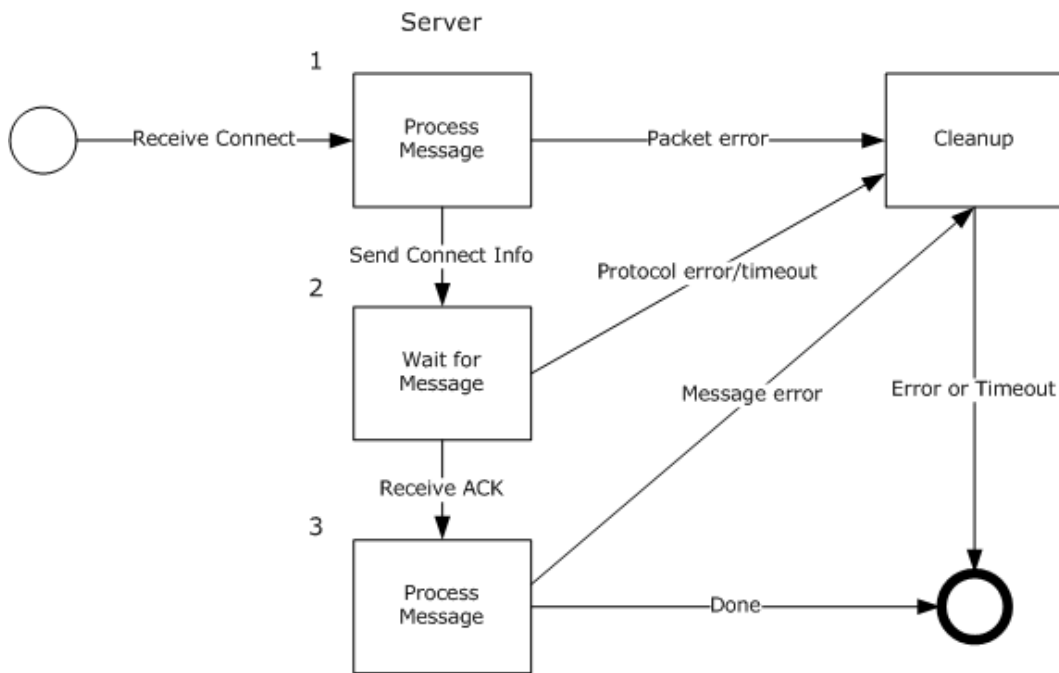 Server
1
Process
Message
Receive Connect
Packet error
Cleanup
Send Connect Info
Protocol error/timeout
2
Wait for
Message
Message error
Error or Timeout
Receive ACK
3
Process
Message
Done